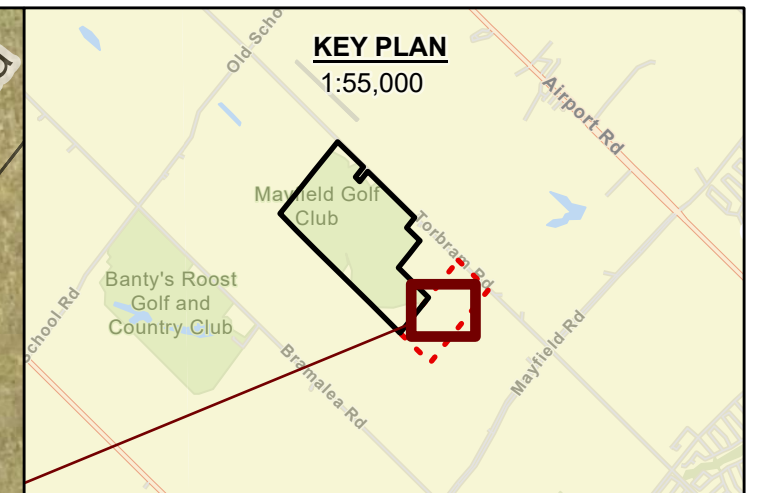 KEY PLAN
1:55,000
Old Scho
Airport Rd
Mayfield Golf
Club
Torbram Rd
Banty's Roost
Golf and
Country Club
School Rd
Bramalea Rd
Mayfield Rd